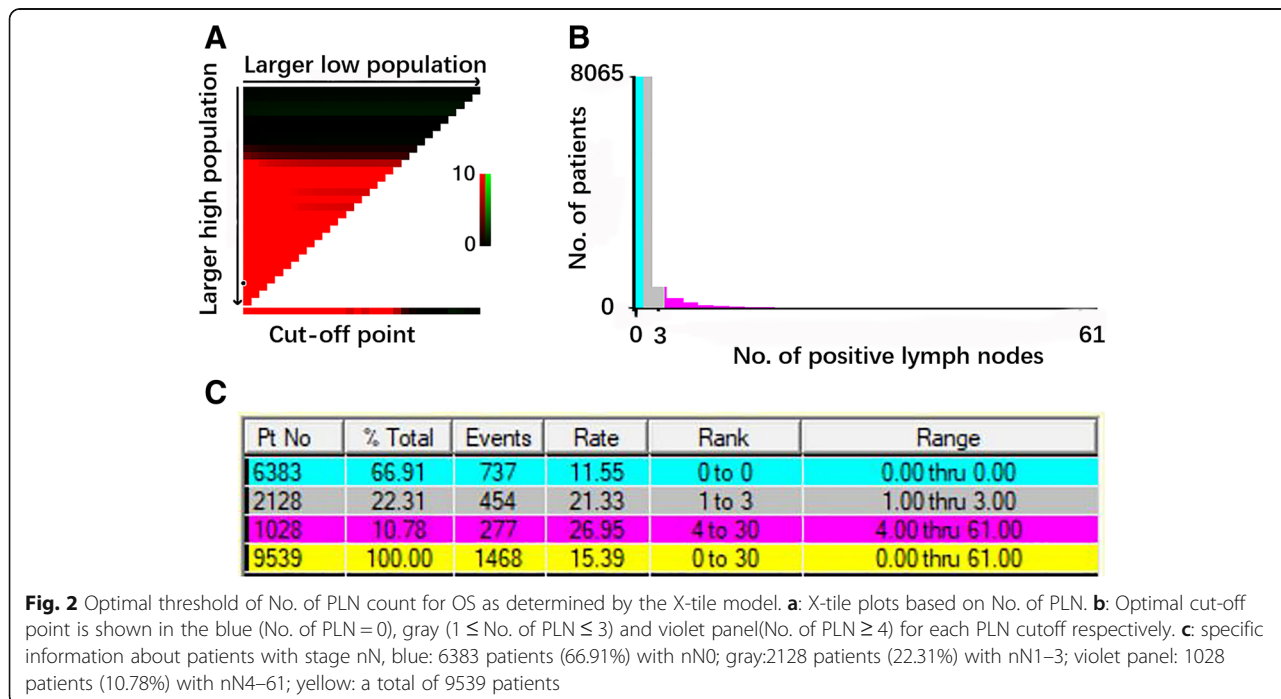 A
Larger low population
Larger high population
10
0
Cut-off point
B
8065
0
No. of patients
0 3 61
No. of positive lymph nodes
C
Pt No % Total Events Rate Rank Range
6383 66.91 737 11.55 0 to 0 0.00 thru 0.00
2128 22.31 454 21.33 1 to 3 1.00 thru 3.00
1028 10.78 277 26.95 4 to 30 4.00 thru 61.00
9539 100.00 1468 15.39 0 to 30 0.00 thru 61.00
Fig. 2 Optimal threshold of No. of PLN count for OS as determined by the X-tile model. a: X-tile plots based on No. of PLN. b: Optimal cut-off
point is shown in the blue (No. of PLN = 0), gray (1 ≤ No. of PLN ≤ 3) and violet panel(No. of PLN ≥ 4) for each PLN cutoff respectively. c: specific
information about patients with stage nN, blue: 6383 patients (66.91%) with nN0; gray:2128 patients (22.31%) with nN1–3; violet panel: 1028
patients (10.78%) with nN4–61; yellow: a total of 9539 patients